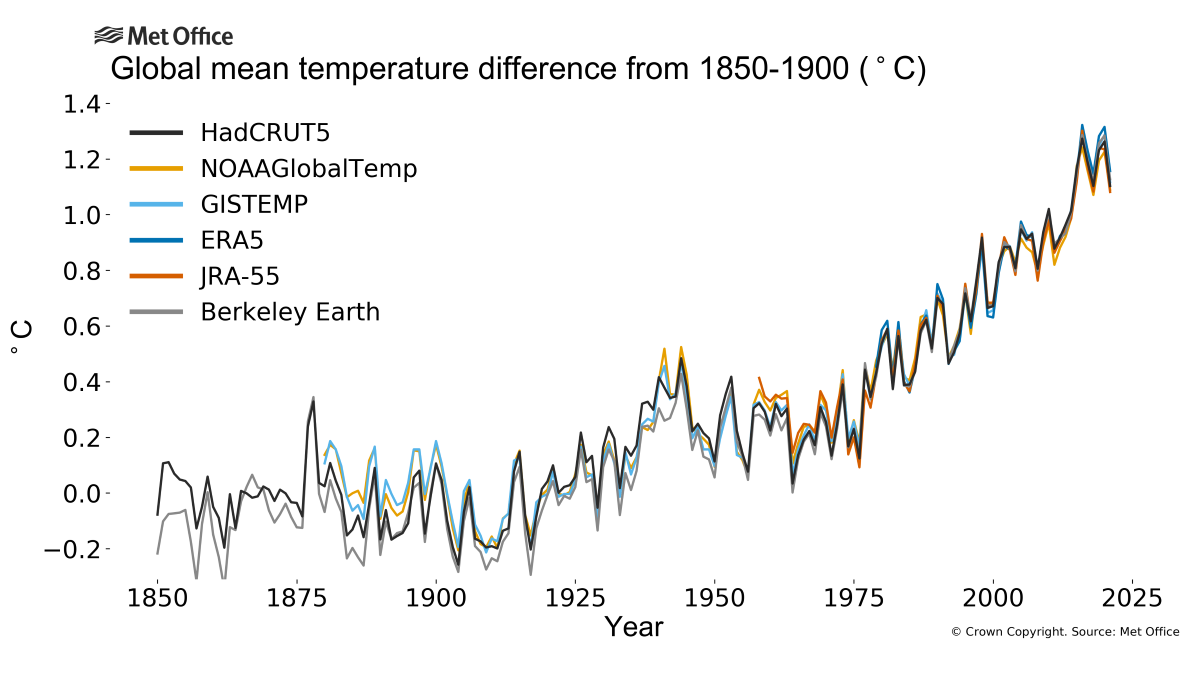 Met Office
Global mean temperature difference from 1850-1900 (°C)
1.4
HadCRUT5
1.2
NOAAGlobalTemp
1.0
GISTEMP
ERA5
0.8
JRA-55
Berkeley Earth
0.6
°C
0.4
0.2
0.0
−0.2
1850 1875 1900 1925 1950 1975 2000 2025
Year
© Crown Copyright. Source: Met Office